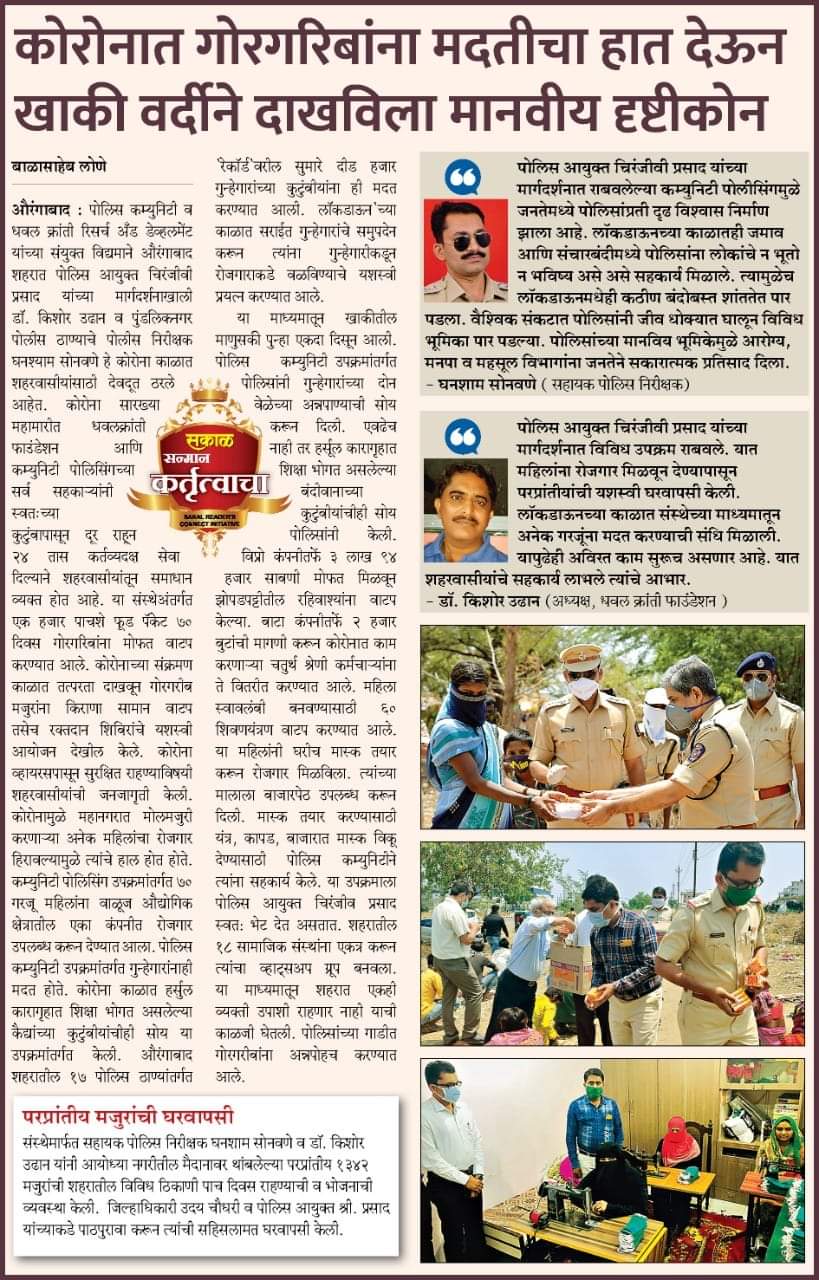 कोरोनात गोरगरिबांना मदतीचा हात देऊन
खाकी वर्दीने दाखविला मानवीय दृष्टीकोन
बाळासाहेब लोणे
औरंगाबाद : पोलिस कम्युनिटी व
धवल क्रांती रिसर्च अँड डेव्हलमेंट
यांच्या संयुक्त विद्यमाने औरंगाबाद
शहरात पोलिस आयुक्त चिरंजीवी
प्रसाद यांच्या मार्गदर्शनाखाली
डॉ. किशोर उढान व पुंडलिकनगर
पोलीस ठाण्याचे पोलीस निरीक्षक
घनश्याम सोनवणे हे कोरोना काळात
शहरवासीयांसाठी देवदूत ठरले
आहेत. कोरोना सारख्या
महामारीत धवलक्रांती
फाउंडेशन आणि
कम्युनिटी पोलिसिंगच्या
सर्व सहकाऱ्यांनी
स्वतःच्या
कुटुंबापासून दूर राहून
२४ तास कर्तव्यदक्ष सेवा
दिल्याने शहरवासीयांतून समाधान
व्यक्त होत आहे. या संस्थेअंतर्गत
एक हजार पाचशे फूड पॅकेट ७०
दिवस गोरगरिबांना मोफत वाटप
करण्यात आले. कोरोनाच्या संक्रमण
काळात तत्परता दाखवून गोरगरीब
मजुरांना किराणा सामान वाटप
तसेच रक्तदान शिबिरांचे यशस्वी
आयोजन देखील केले. कोरोना
व्हायरसपासून सुरक्षित राहण्याविषयी
शहरवासीयांची जनजागृती केली.
कोरोनामुळे महानगरात मोलमजुरी
करणाऱ्या अनेक महिलांचा रोजगार
हिरावल्यामुळे त्यांचे हाल होत होते.
कम्युनिटी पोलिसिंग उपक्रमांतर्गत ७०
गरजू महिलांना वाळूज औद्योगिक
क्षेत्रातील एका कंपनीत रोजगार
उपलब्ध करून देण्यात आला. पोलिस
कम्युनिटी उपक्रमांतर्गत गुन्हेगारांनाही
मदत होते. कोरोना काळात हर्सुल
कारागृहात शिक्षा भोगत असलेल्या
कैद्यांच्या कुटुंबीयांचीही सोय या
उपक्रमांतर्गत केली. औरंगाबाद
शहरातील १७ पोलिस ठाण्यांतर्गत
'रेकॉर्ड'वरील सुमारे दीड हजार
गुन्हेगारांच्या कुटुंबीयांना ही मदत
करण्यात आली. लॉकडाऊन'च्या
काळात सराईत गुन्हेगारांचे समुपदेन
करून त्यांना गुन्हेगारीकडून
रोजगाराकडे वळविण्याचे यशस्वी
प्रयत्न करण्यात आले.
या माध्यमातून खाकीतील
माणुसकी पुन्हा एकदा दिसून आली.
पोलिस कम्युनिटी उपक्रमांतर्गत
पोलिसांनी गुन्हेगारांच्या दोन
वेळेच्या अन्नपाण्याची सोय
करून दिली. एवढेच
नाही तर हर्सूल कारागृहात
शिक्षा भोगत असलेल्या
बंदीवानाच्या
कुटुंबीयांचीही सोय
पोलिसांनी केली.
विप्रो कंपनीतर्फे ३ लाख ९४
हजार साबणी मोफत मिळवून
झोपडपट्टीतील रहिवाश्यांना वाटप
केल्या. बाटा कंपनीतर्फे २ हजार
बुटांची मागणी करून कोरोनात काम
करणाऱ्या चतुर्थ श्रेणी कर्मचाऱ्यांना
ते वितरीत करण्यात आले. महिला
स्वावलंबी बनवण्यासाठी ६०
शिवणयंत्रण वाटप करण्यात आले.
या महिलांनी घरीच मास्क तयार
करून रोजगार मिळविला. त्यांच्या
मालाला बाजारपेठ उपलब्ध करून
दिली. मास्क तयार करण्यासाठी
यंत्र, कापड, बाजारात मास्क विकू
देण्यासाठी पोलिस कम्युनिटीने
त्यांना सहकार्य केले. या उपक्रमाला
पोलिस आयुक्त चिरंजीव प्रसाद
स्वतः भेट देत असतात. शहरातील
१८ सामाजिक संस्थांना एकत्र करून
त्यांचा व्हाट्सअप ग्रूप बनवला.
या माध्यमातून शहरात एकही
व्यक्ती उपाशी राहणार नाही याची
काळजी घेतली. पोलिसांच्या गाडीत
गोरगरीबांना अन्नपोहच करण्यात
आले.
सकाळ
सन्मान
कर्तृत्वाचा
SAKAL READER'S
CONNECT INITIATIVE
पोलिस आयुक्त चिरंजीवी प्रसाद यांच्या
मार्गदर्शनात राबवलेल्या कम्युनिटी पोलीसिंगमुळे
जनतेमध्ये पोलिसांप्रती दृढ विश्वास निर्माण
झाला आहे. लॉकडाऊनच्या काळातही जमाव
आणि संचारबंदीमध्ये पोलिसांना लोकांचे न भूतो
न भविष्य असे असे सहकार्य मिळाले. त्यामुळेच
लॉकडाऊनमधेही कठीण बंदोबस्त शांततेत पार
पडला. वैश्विक संकटात पोलिसांनी जीव धोक्यात घालून विविध
भूमिका पार पडल्या. पोलिसांच्या मानविय भूमिकेमुळे आरोग्य,
मनपा व महसूल विभागांना जनतेने सकारात्मक प्रतिसाद दिला.
- घनशाम सोनवणे ( सहायक पोलिस निरीक्षक)
पोलिस आयुक्त चिरंजीवी प्रसाद यांच्या
मार्गदर्शनात विविध उपक्रम राबवले. यात
महिलांना रोजगार मिळवून देण्यापासून
परप्रांतीयांची यशस्वी घरवापसी केली.
लॉकडाऊनच्या काळात संस्थेच्या माध्यमातून
अनेक गरजूंना मदत करण्याची संधि मिळाली.
यापुढेही अविरत काम सुरूच असणार आहे. यात
शहरवासीयांचे सहकार्य लाभले त्यांचे आभार.
- डॉ. किशोर उढान (अध्यक्ष, धवल क्रांती फाउंडेशन )
परप्रांतीय मजुरांची घरवापसी
संस्थेमार्फत सहायक पोलिस निरीक्षक घनशाम सोनवणे व डॉ. किशोर
उढान यांनी आयोध्या नगरीतील मैदानावर थांबलेल्या परप्रांतीय १३४२
मजुरांची शहरातील विविध ठिकाणी पाच दिवस राहण्याची व भोजनाची
व्यवस्था केली. जिल्हाधिकारी उदय चौधरी व पोलिस आयुक्त श्री. प्रसाद
यांच्याकडे पाठपुरावा करून त्यांची सहिसलामत घरवापसी केली.